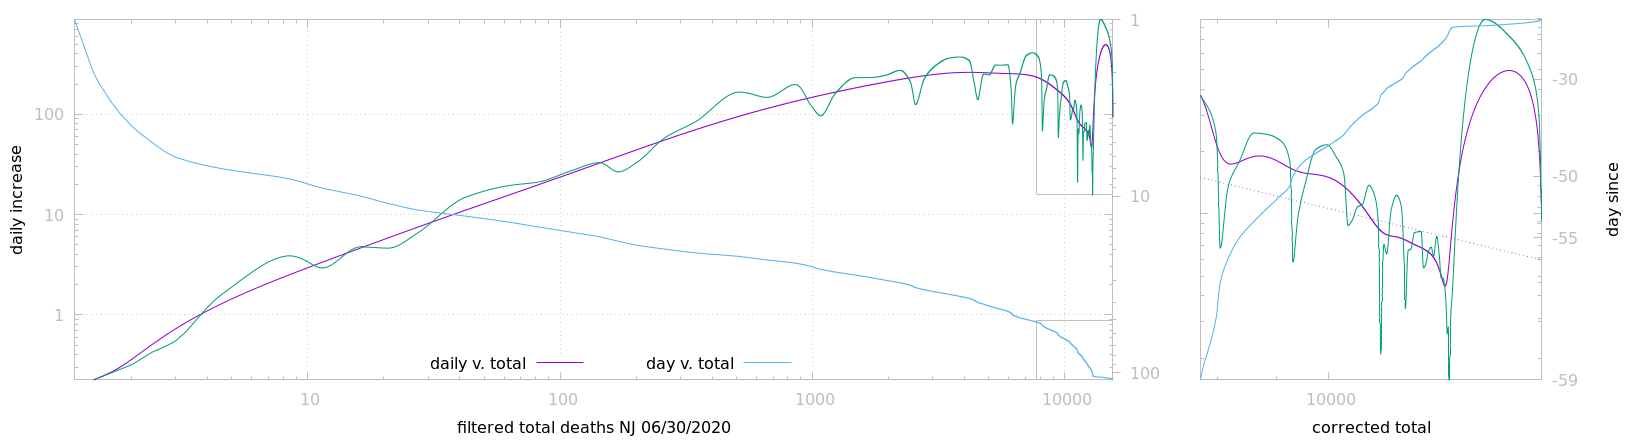 daily increase
100
10
1
10
100
1000
10000
filtered total deaths NJ 06/30/2020
daily v. total
day v. total
1
10
100
-30
-50
-55
-59
day since
10000
corrected total